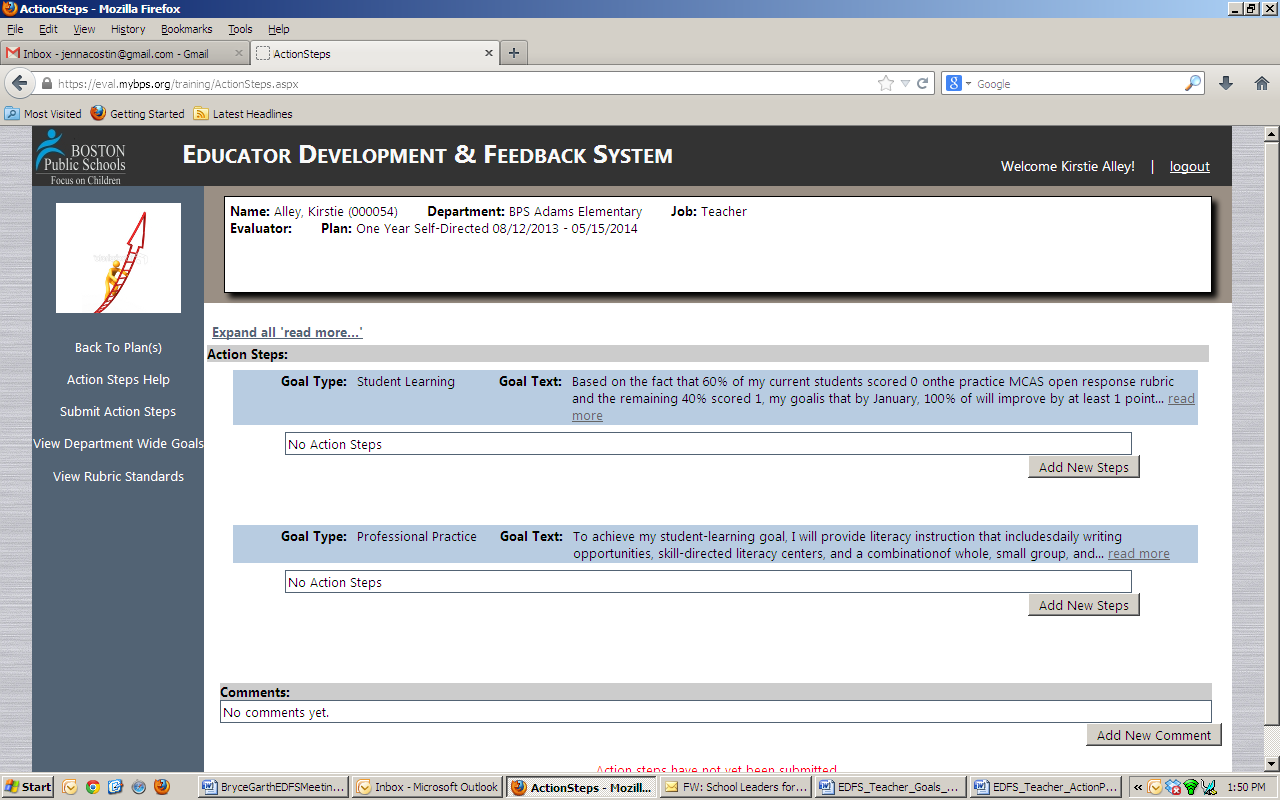 ActionSteps - Mozilla Firefox
File Edit View History Bookmarks Tools Help
Inbox - jennacostin@gmail.com - Gmail
ActionSteps
https://eval.mybps.org/training/ActionSteps.aspx
Google
Most Visited Getting Started Latest Headlines
BOSTON
Public Schools
Focus on Children
EDUCATOR DEVELOPMENT & FEEDBACK SYSTEM
Welcome Kirstie Alley! | logout
Name: Alley, Kirstie (000054) Department: BPS Adams Elementary Job: Teacher
Evaluator: Plan: One Year Self-Directed 08/12/2013 - 05/15/2014
Back To Plan(s)
Action Steps Help
Submit Action Steps
View Department Wide Goals
View Rubric Standards
Expand all 'read more...'
Action Steps:
Goal Type: Student Learning Goal Text: Based on the fact that 60% of my current students scored 0 onthe practice MCAS open response rubric
and the remaining 40% scored 1, my goalis that by January, 100% of will improve by at least 1 point... read
more
No Action Steps
Add New Steps
Goal Type: Professional Practice Goal Text: To achieve my student-learning goal, I will provide literacy instruction that includesdaily writing
opportunities, skill-directed literacy centers, and a combinationof whole, small group, and... read more
No Action Steps
Add New Steps
Comments:
No comments yet.
Add New Comment
Action steps have not yet been submitted
Start
BryceGarthEDFSMeetin...
Inbox - Microsoft Outlook
ActionSteps - Mozill...
FW: School Leaders for...
EDFS_Teacher_Goals_...
EDFS_Teacher_ActionP...
1:50 PM